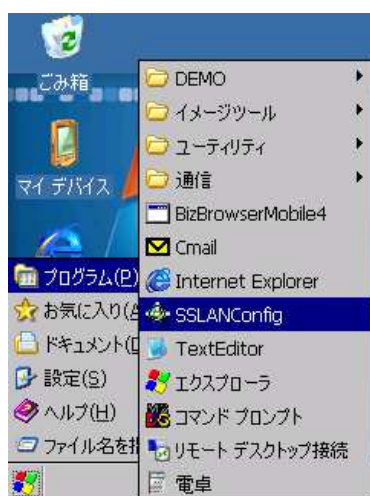 ごみ箱
マイ デバイス
プログラム(P)
お気に入り(A
ドキュメント(D
設定(S)
ヘルプ(H)
ファイル名を指
DEMO
イメージツール
ユーティリティ
通信
BizBrowserMobile4
Cmail
Internet Explorer
SSLANConfig
TextEditor
エクスプローラ
コマンド プロンプト
リモート デスクトップ接続
電卓